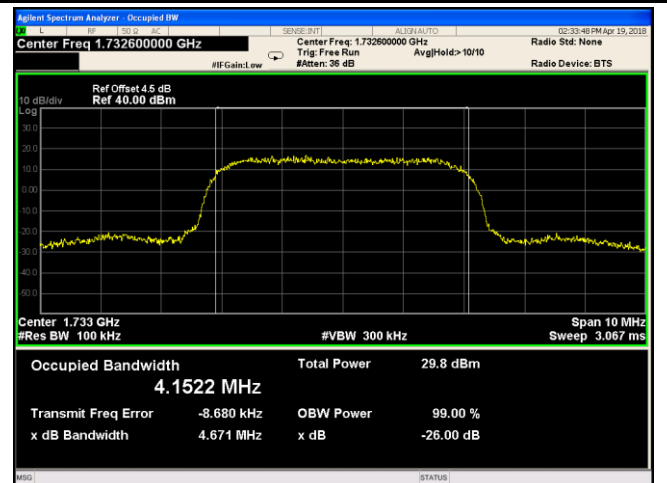 Agilent Spectrum Analyzer - Occupied BW
L RF 50 Ω AC SENSE:INT ALIGN AUTO 02:33:48 PM Apr 19, 2018
Center Freq 1.732600000 GHz Center Freq: 1.732600000 GHz Radio Std: None
Trig: Free Run Avg|Hold:> 10/10
#IFGain:Low #Atten: 36 dB Radio Device: BTS
Ref Offset 4.5 dB
10 dB/div Ref 40.00 dBm
Log
30.0
20.0
10.0
0.00
-10.0
-20.0
-30.0
-40.0
-50.0
Center 1.733 GHz Span 10 MHz
#Res BW 100 kHz #VBW 300 kHz Sweep 3.067 ms
Occupied Bandwidth Total Power 29.8 dBm
4.1522 MHz
Transmit Freq Error -8.680 kHz OBW Power 99.00 %
x dB Bandwidth 4.671 MHz x dB -26.00 dB
MSG STATUS